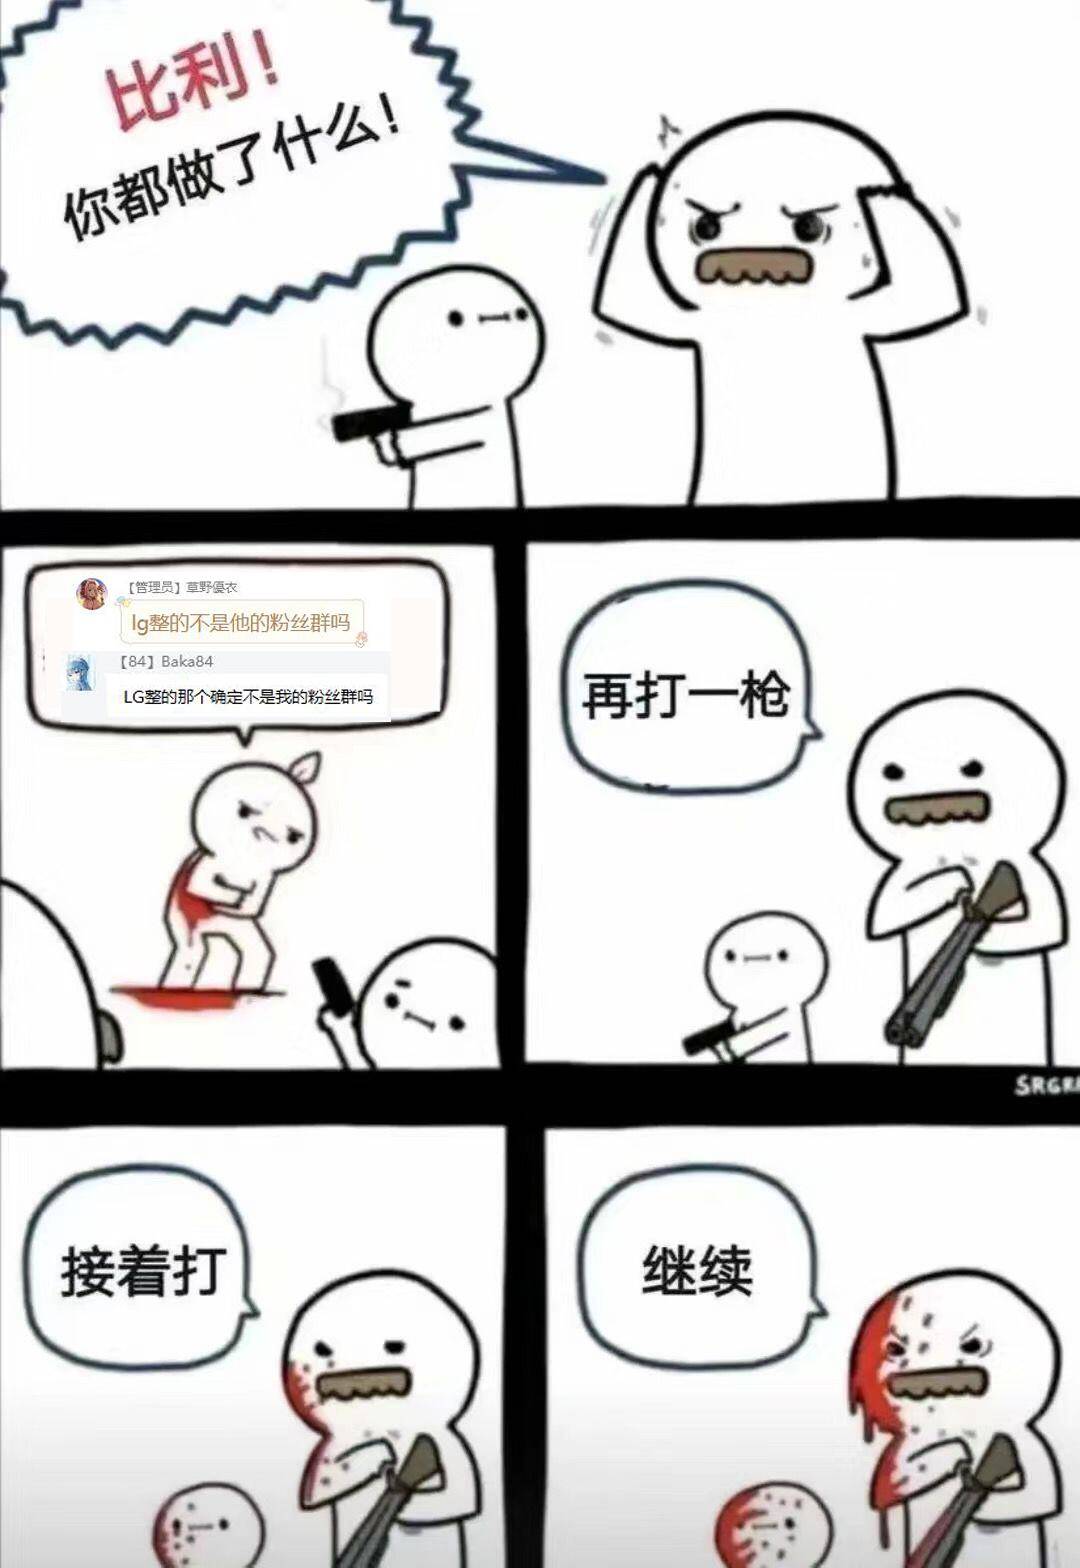 比利!
你都做了什么!
【管理员】草野優衣
lg整的不是他的粉丝群吗
【84】Baka84
LG整的那个确定不是我的粉丝群吗
再打一枪
接着打
继续